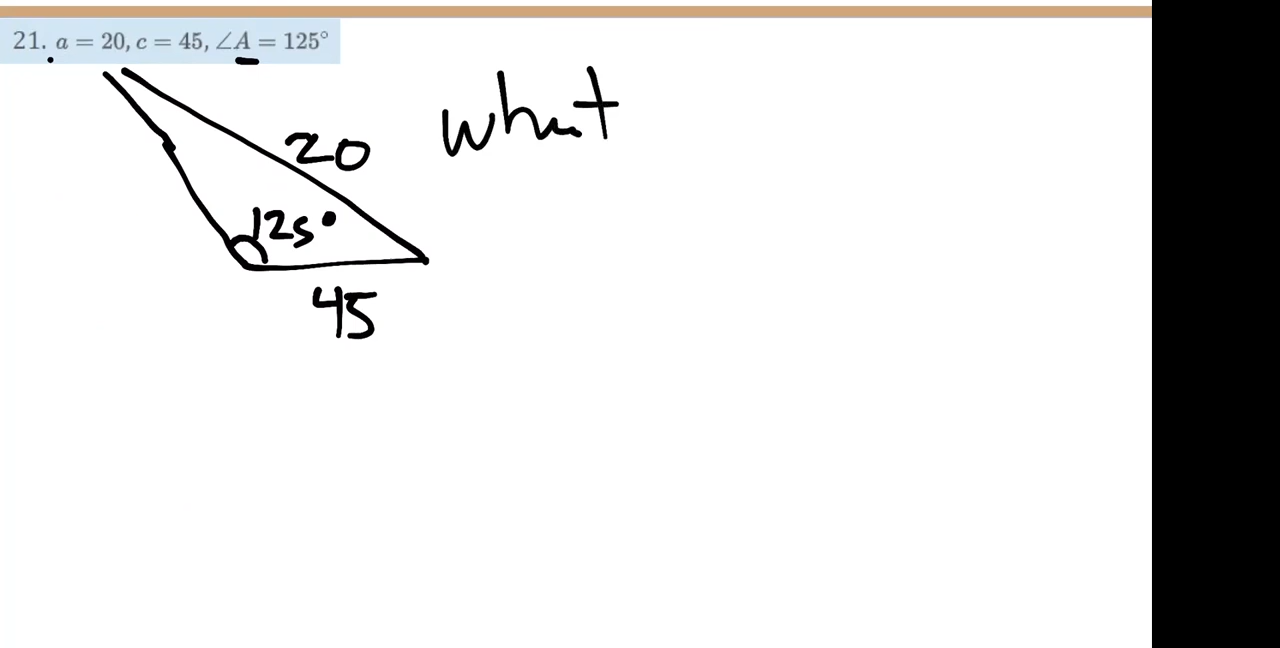 21. a = 20, c = 45, ∠A = 125°
20
what
125°
45